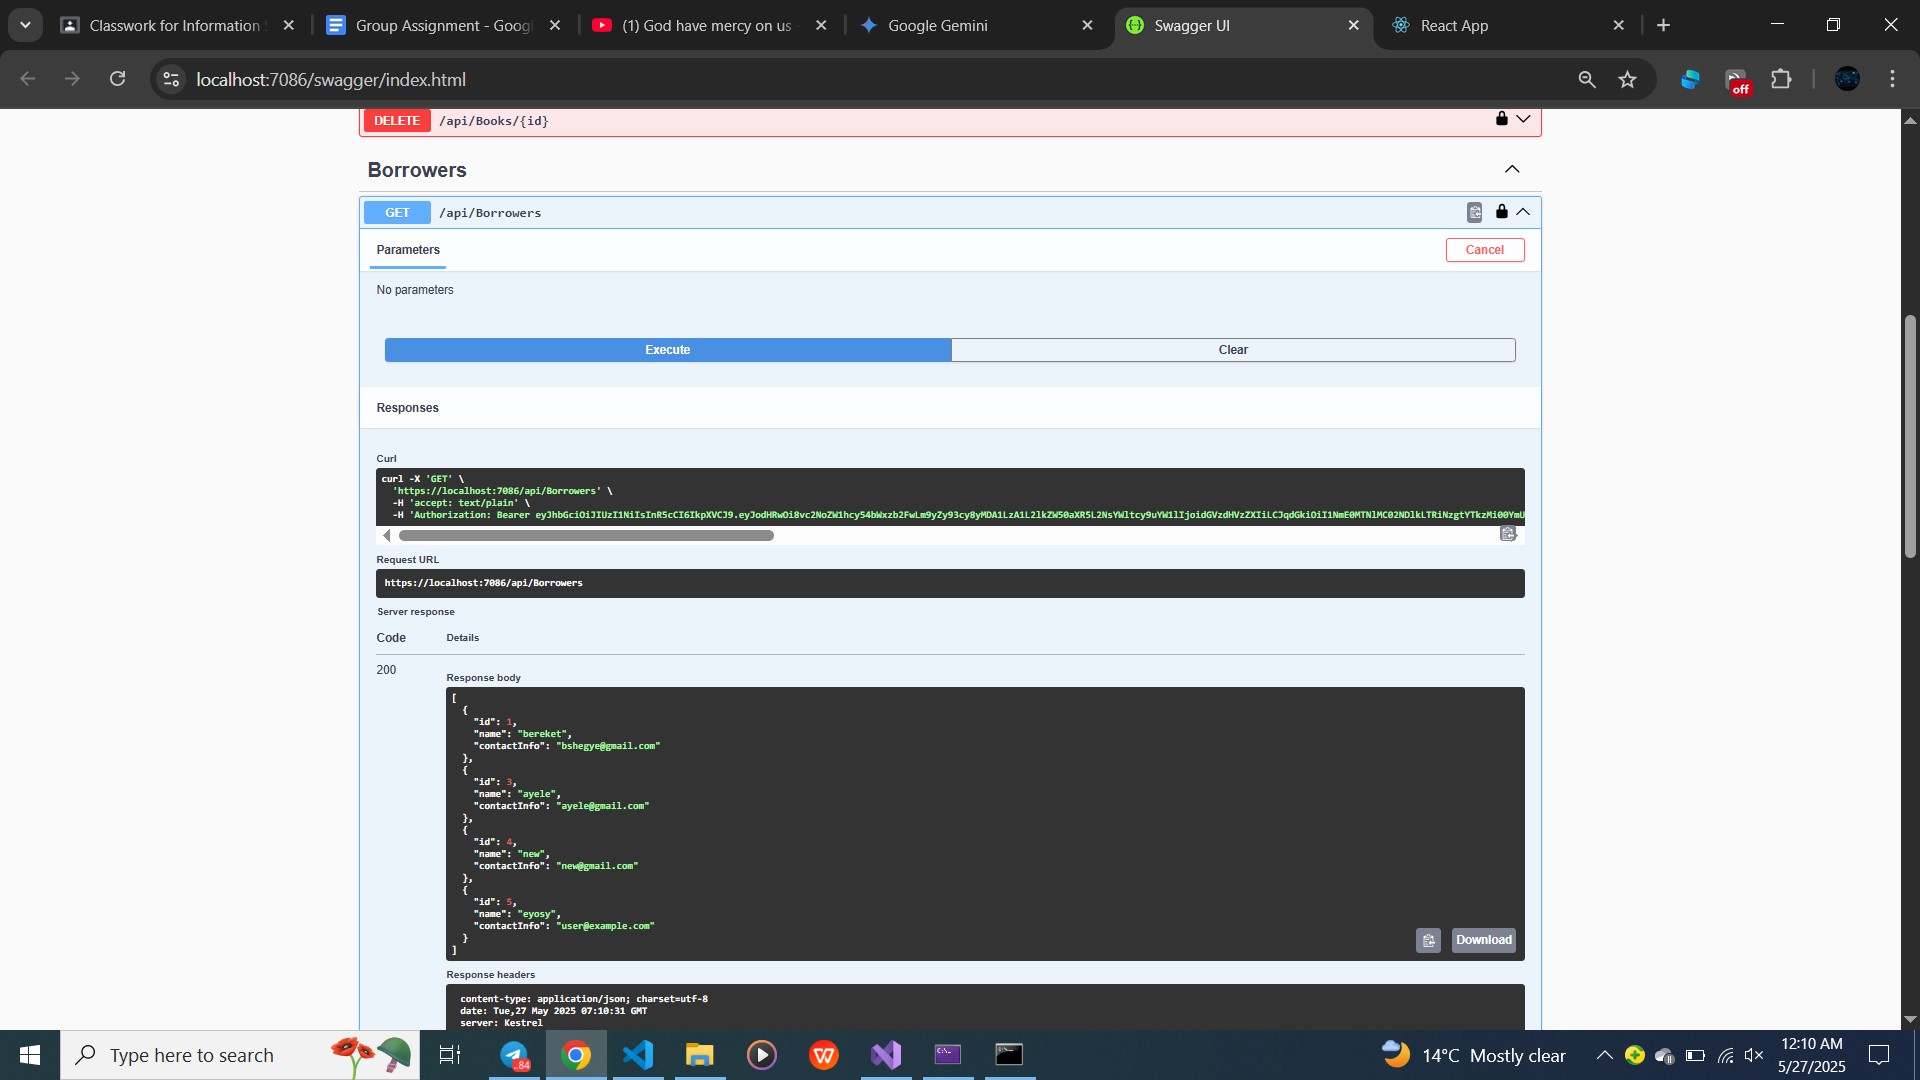 Classwork for Information
Group Assignment - Goog
(1) God have mercy on us
Google Gemini
Swagger UI
React App
localhost:7086/swagger/index.html
off
DELETE /api/Books/{id}
Borrowers
GET /api/Borrowers
Parameters
Cancel
No parameters
Execute
Clear
Responses
Curl
curl -X 'GET' \
'https://localhost:7086/api/Borrowers' \
-H 'accept: text/plain' \
-H 'Authorization: Bearer
Request URL
https://localhost:7086/api/Borrowers
Server response
Code Details
200
Response body
[
{
"id": 1,
"name": "bereket",
"contactInfo": "bshegye@gmail.com"
},
{
"id": 3,
"name": "ayele",
"contactInfo": "ayele@gmail.com"
},
{
"id": 4,
"name": "new",
"contactInfo": "new@gmail.com"
},
{
"id": 5,
"name": "eyosy",
"contactInfo": "user@example.com"
}
]
Download
Response headers
content-type: application/json; charset=utf-8
date: Tue,27 May 2025 07:10:31 GMT
server: Kestrel
Type here to search
84
14°C Mostly clear
12:10 AM
5/27/2025